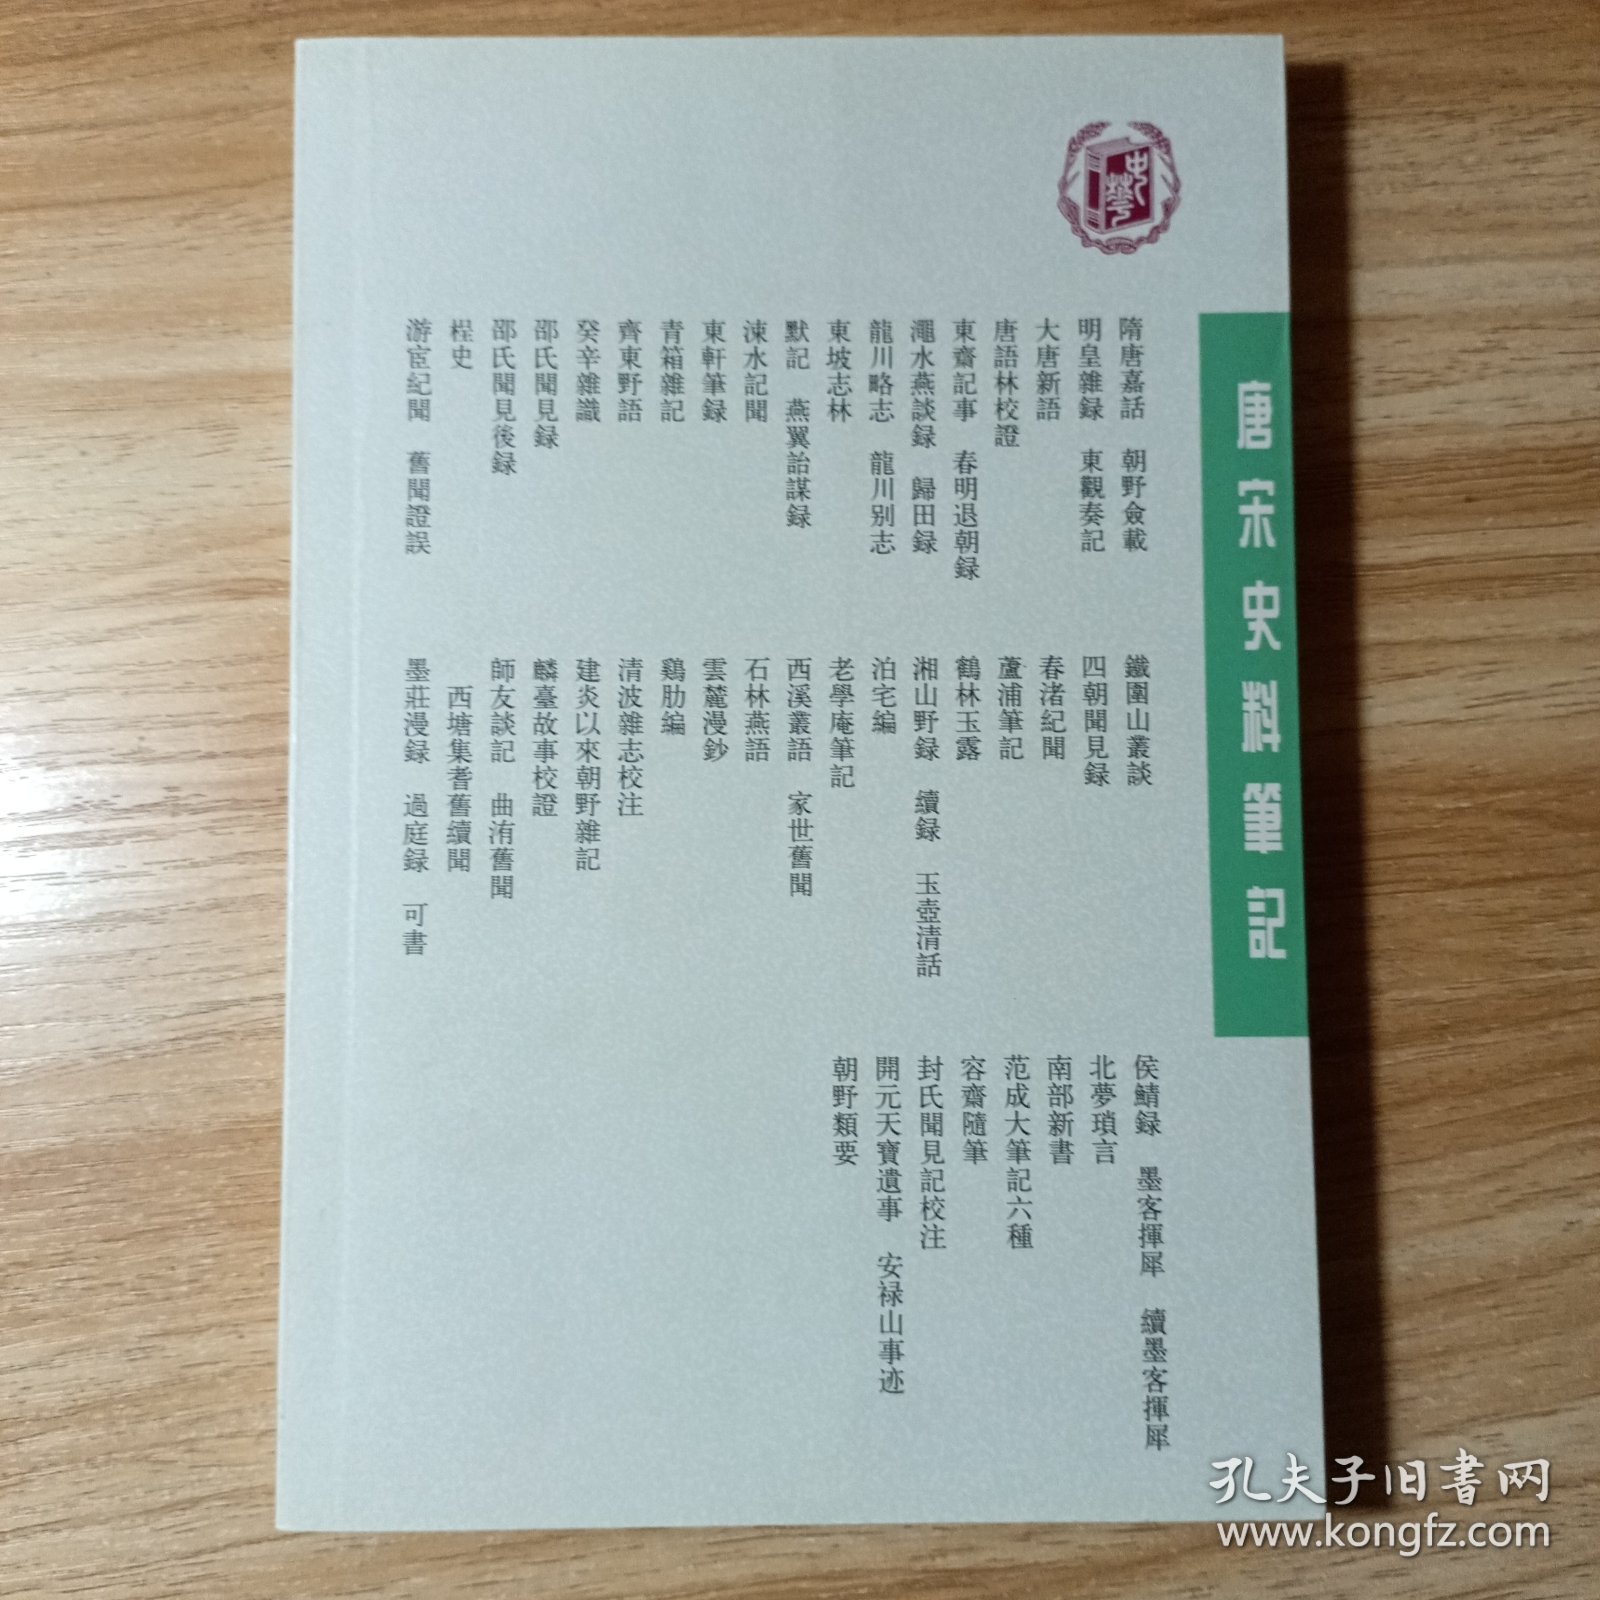 唐宋史料筆記
隋唐嘉話　朝野僉載
明皇雜録　東觀奏記
大唐新語
唐語林校證
東齋記事　春明退朝録
澠水燕談録　歸田録
龍川略志　龍川别志
東坡志林
默記　燕翼詒謀録
涑水記聞
東軒筆録
青箱雜記
齊東野語
癸辛雜識
邵氏聞見録
邵氏聞見後録
桯史
游宦紀聞　舊聞證誤
鐵圍山叢談
四朝聞見録
春渚紀聞
蘆浦筆記
鶴林玉露
湘山野録　續録　玉壺清話
泊宅編
老學庵筆記
西溪叢語　家世舊聞
石林燕語
雲麓漫鈔
鷄肋編
清波雜志校注
建炎以來朝野雜記
麟臺故事校證
師友談記　曲洧舊聞
西塘集耆舊續聞
墨莊漫録　過庭録　可書
侯鯖録　墨客揮犀　續墨客揮犀
北夢瑣言
南部新書
范成大筆記六種
容齋隨筆
封氏聞見記校注
開元天寶遺事　安禄山事迹
朝野類要
中華
孔夫子旧书网
www.kongfz.com